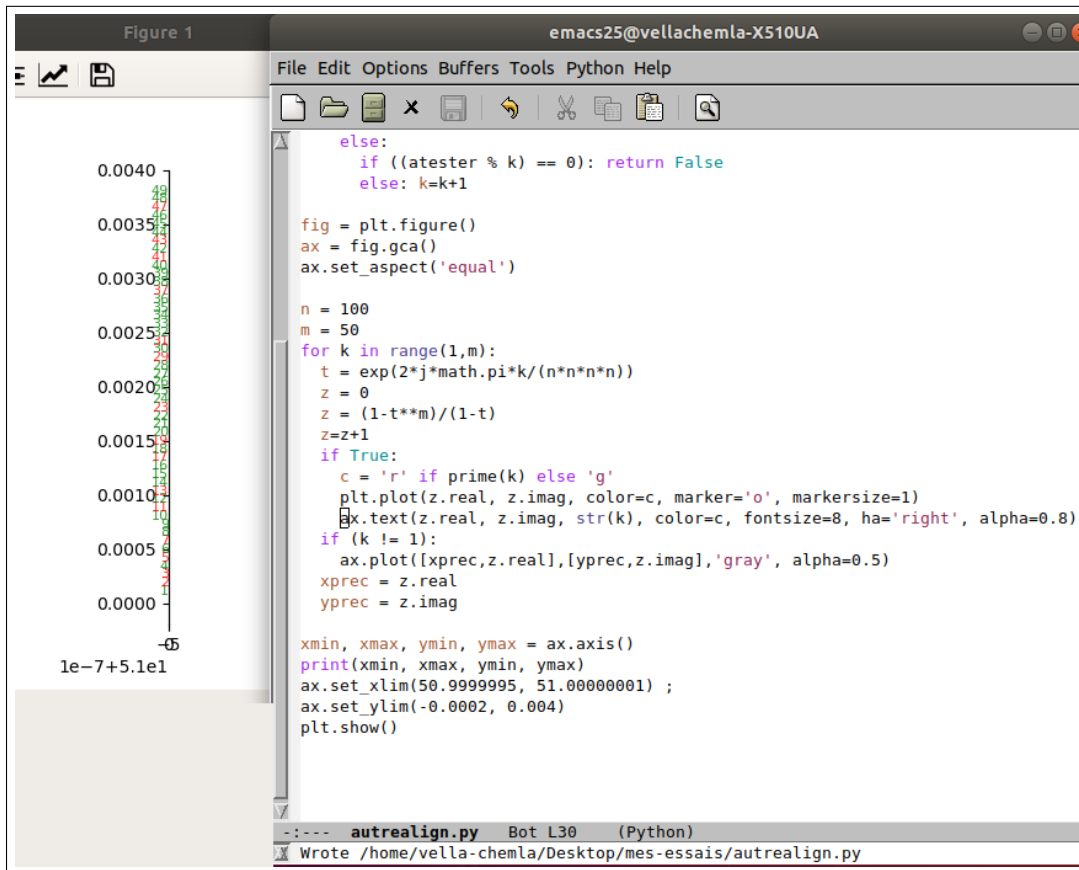 Figure 1
emacs25@vellachemla-X510UA
File Edit Options Buffers Tools Python Help
    else:
      if ((atester % k) == 0): return False
      else: k=k+1
fig = plt.figure()
ax = fig.gca()
ax.set_aspect('equal')
n = 100
m = 50
for k in range(1,m):
  t = exp(2*j*math.pi*k/(n*n*n*n))
  z = 0
  z = (1-t**m)/(1-t)
  z=z+1
  if True:
    c = 'r' if prime(k) else 'g'
    plt.plot(z.real, z.imag, color=c, marker='o', markersize=1)
    ax.text(z.real, z.imag, str(k), color=c, fontsize=8, ha='right', alpha=0.8)
  if (k != 1):
    ax.plot([xprec,z.real],[yprec,z.imag],'gray', alpha=0.5)
  xprec = z.real
  yprec = z.imag
xmin, xmax, ymin, ymax = ax.axis()
print(xmin, xmax, ymin, ymax)
ax.set_xlim(50.9999995, 51.00000001) ;
ax.set_ylim(-0.0002, 0.004)
plt.show()
-:--- autrealign.py Bot L30 (Python)
Wrote /home/vella-chemla/Desktop/mes-essais/autrealign.py
0.0040
0.0035
0.0030
0.0025
0.0020
0.0015
0.0010
0.0005
0.0000
1e−7+5.1e1